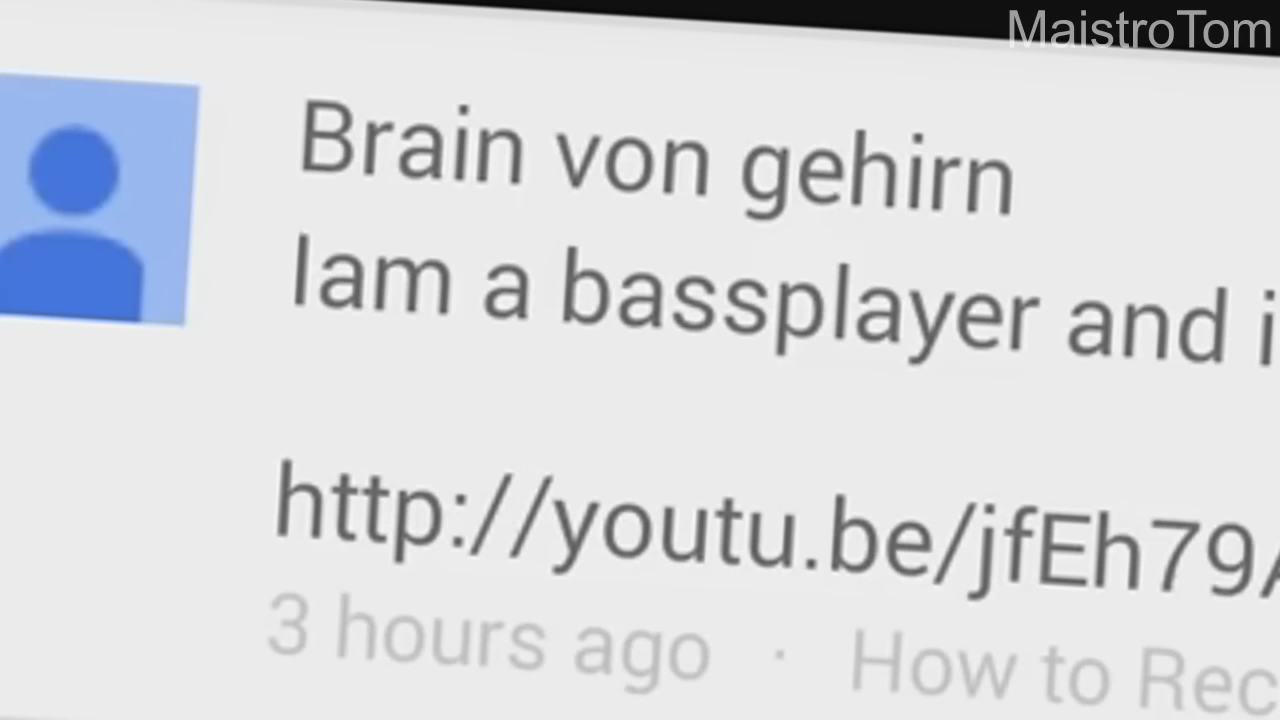 MaistroTom
Brain von gehirn
Iam a bassplayer and i
http://youtu.be/jfEh79
3 hours ago · How to Rec